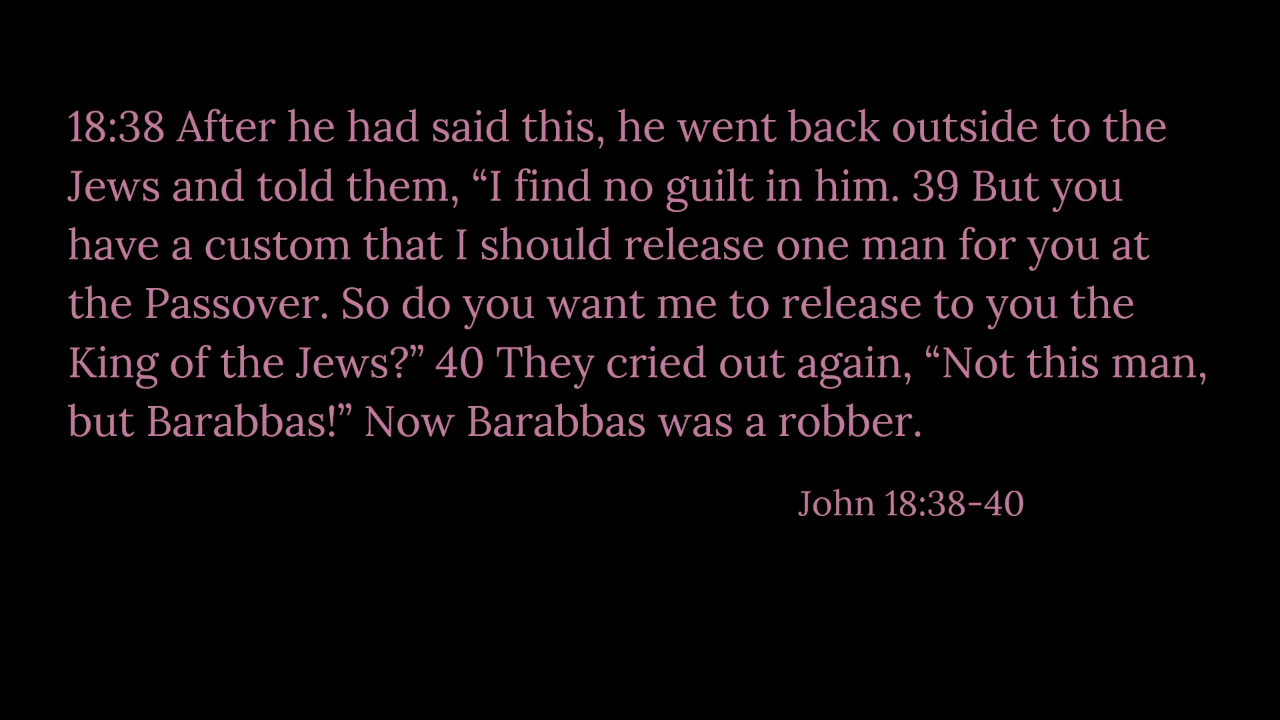 18:38 After he had said this, he went back outside to the
Jews and told them, “I find no guilt in him. 39 But you
have a custom that I should release one man for you at
the Passover. So do you want me to release to you the
King of the Jews?” 40 They cried out again, “Not this man,
but Barabbas!” Now Barabbas was a robber.
John 18:38-40